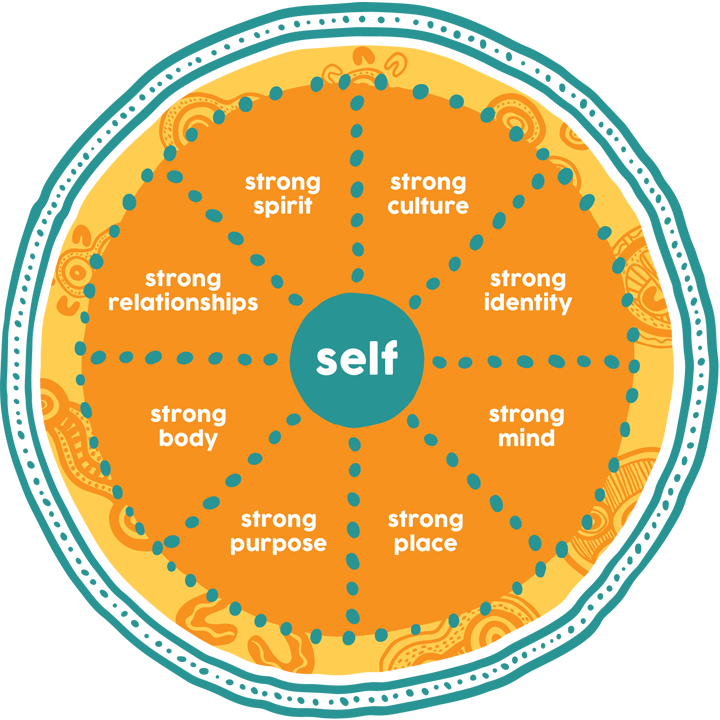 strong
spirit
strong
culture
strong
relationships
strong
identity
self
strong
body
strong
mind
strong
purpose
strong
place